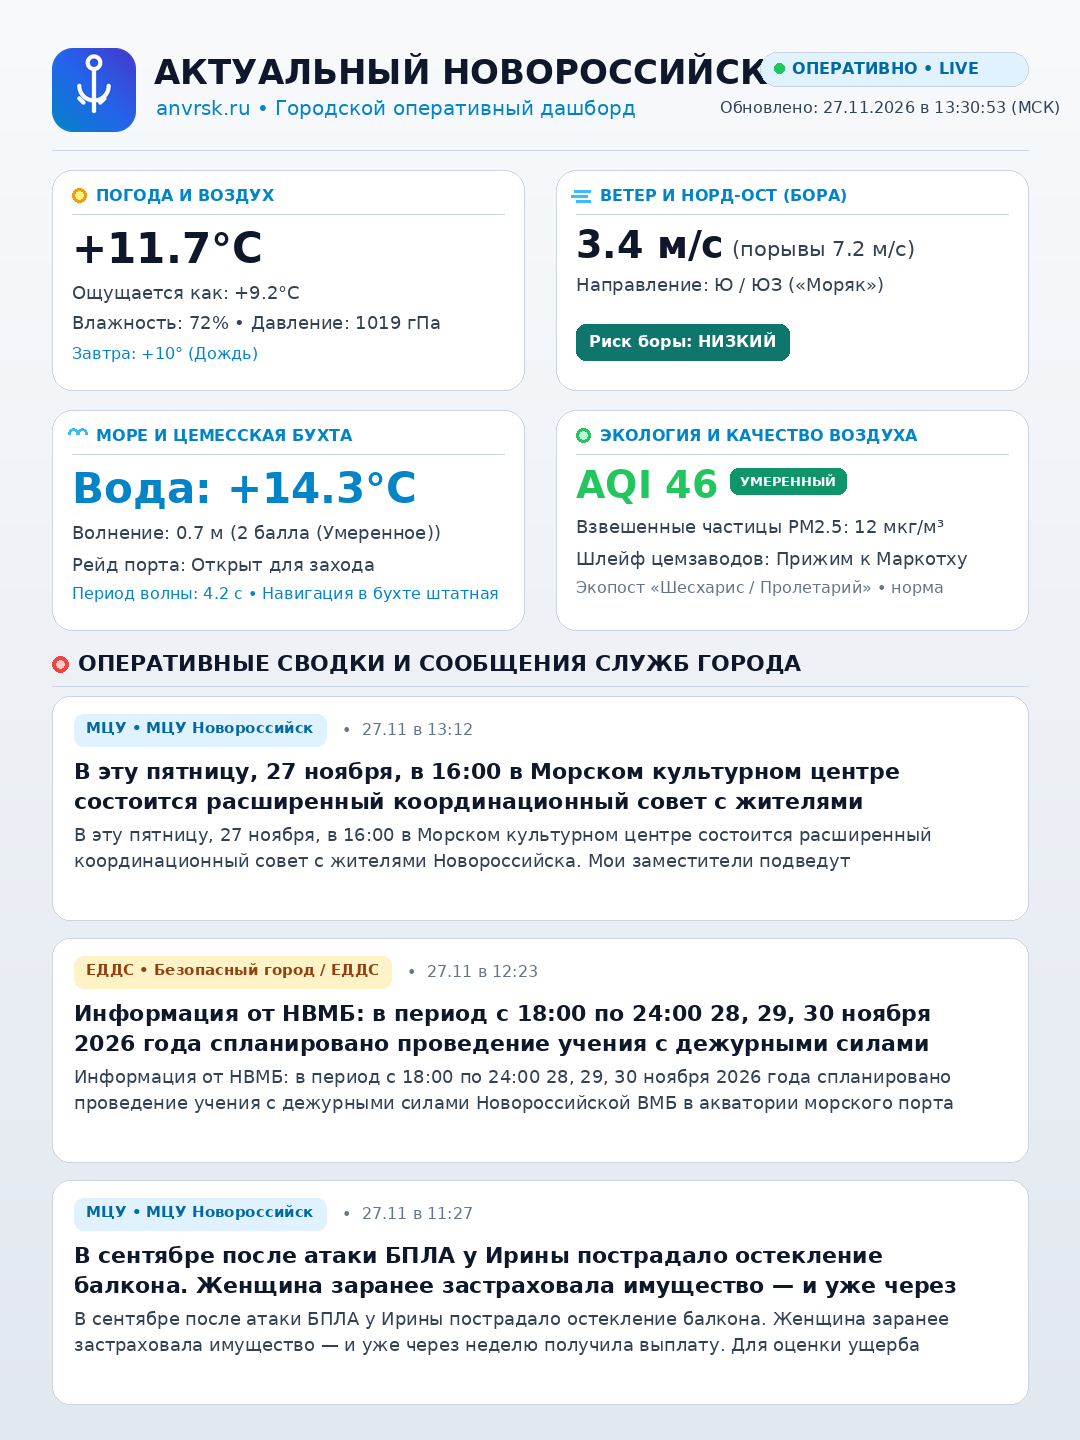 АКТУАЛЬНЫЙ НОВОРОССИЙСК
ОПЕРАТИВНО • LIVE
anvrsk.ru • Городской оперативный дашборд
Обновлено: 27.11.2026 в 13:30:53 (МСК)
ПОГОДА И ВОЗДУХ
+11.7°C
Ощущается как: +9.2°C
Влажность: 72% • Давление: 1019 гПа
Завтра: +10° (Дождь)
ВЕТЕР И НОРД-ОСТ (БОРА)
3.4 м/с (порывы 7.2 м/с)
Направление: Ю / ЮЗ («Моряк»)
Риск боры: НИЗКИЙ
МОРЕ И ЦЕМЕССКАЯ БУХТА
Вода: +14.3°C
Волнение: 0.7 м (2 балла (Умеренное))
Рейд порта: Открыт для захода
Период волны: 4.2 с • Навигация в бухте штатная
ЭКОЛОГИЯ И КАЧЕСТВО ВОЗДУХА
AQI 46 УМЕРЕННЫЙ
Взвешенные частицы PM2.5: 12 мкг/м³
Шлейф цемзаводов: Прижим к Маркотху
Экопост «Шесхарис / Пролетарий» • норма
ОПЕРАТИВНЫЕ СВОДКИ И СООБЩЕНИЯ СЛУЖБ ГОРОДА
МЦУ • МЦУ Новороссийск • 27.11 в 13:12
В эту пятницу, 27 ноября, в 16:00 в Морском культурном центре
состоится расширенный координационный совет с жителями
В эту пятницу, 27 ноября, в 16:00 в Морском культурном центре состоится расширенный
координационный совет с жителями Новороссийска. Мои заместители подведут
ЕДДС • Безопасный город / ЕДДС • 27.11 в 12:23
Информация от НВМБ: в период с 18:00 по 24:00 28, 29, 30 ноября
2026 года спланировано проведение учения с дежурными силами
Информация от НВМБ: в период с 18:00 по 24:00 28, 29, 30 ноября 2026 года спланировано
проведение учения с дежурными силами Новороссийской ВМБ в акватории морского порта
МЦУ • МЦУ Новороссийск • 27.11 в 11:27
В сентябре после атаки БПЛА у Ирины пострадало остекление
балкона. Женщина заранее застраховала имущество — и уже через
В сентябре после атаки БПЛА у Ирины пострадало остекление балкона. Женщина заранее
застраховала имущество — и уже через неделю получила выплату. Для оценки ущерба